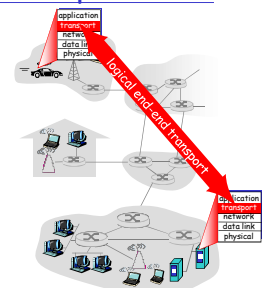 application
transport
network
data link
physical
logical end-end transport
application
transport
network
data link
physical